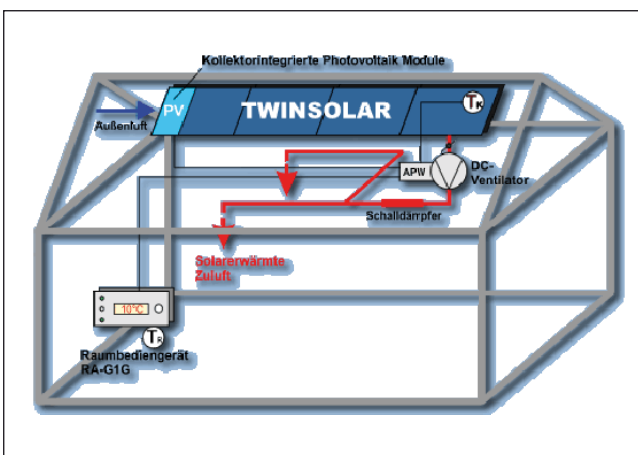 Kollektorintegrierte Photovoltaik Module
PV
TWINSOLAR
TK
Außenluft
APW
DC-
Ventilator
Schalldämpfer
Solarerwärmte
Zuluft
10°C
TR
Raumbediengerät
RA-G1G